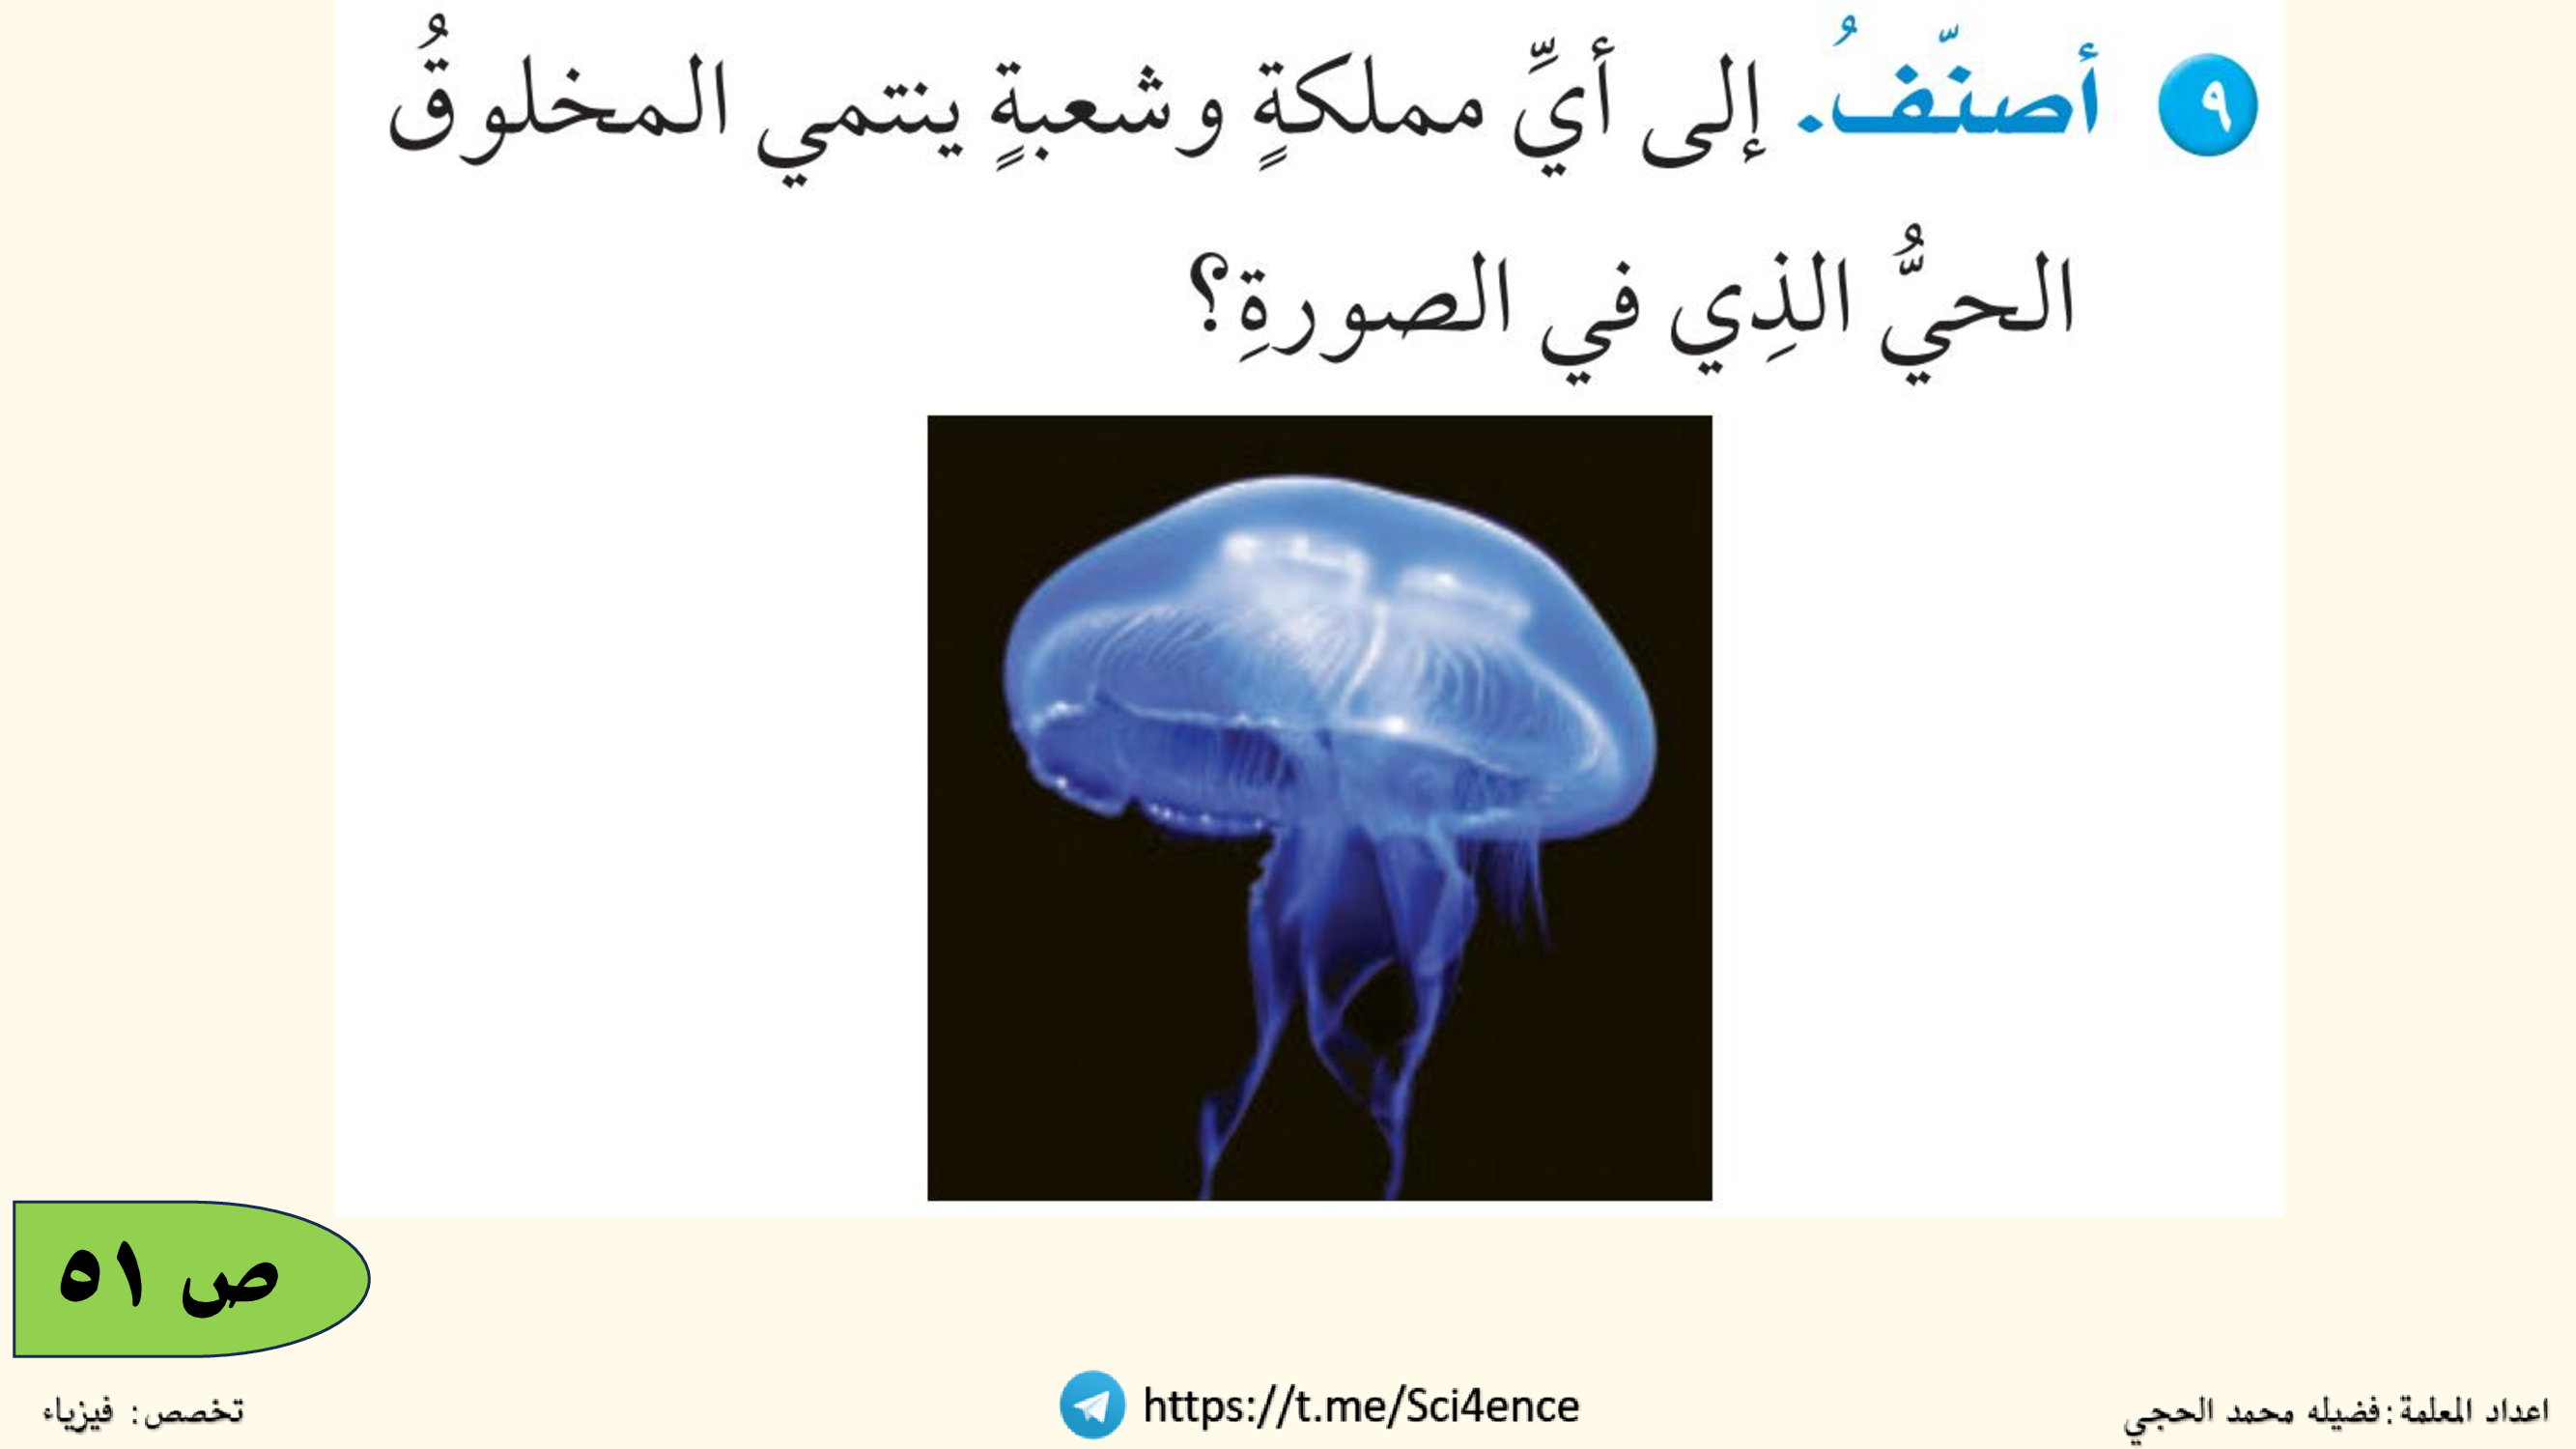 ٩ أصنّفُ. إلى أيِّ مملكةٍ وشعبةٍ ينتمي المخلوقُ
الحيُّ الذِي في الصورةِ؟
ص ٥١
اعداد المعلمة:فضيله محمد الحجي
https://t.me/Sci4ence
تخصص: فيزياء